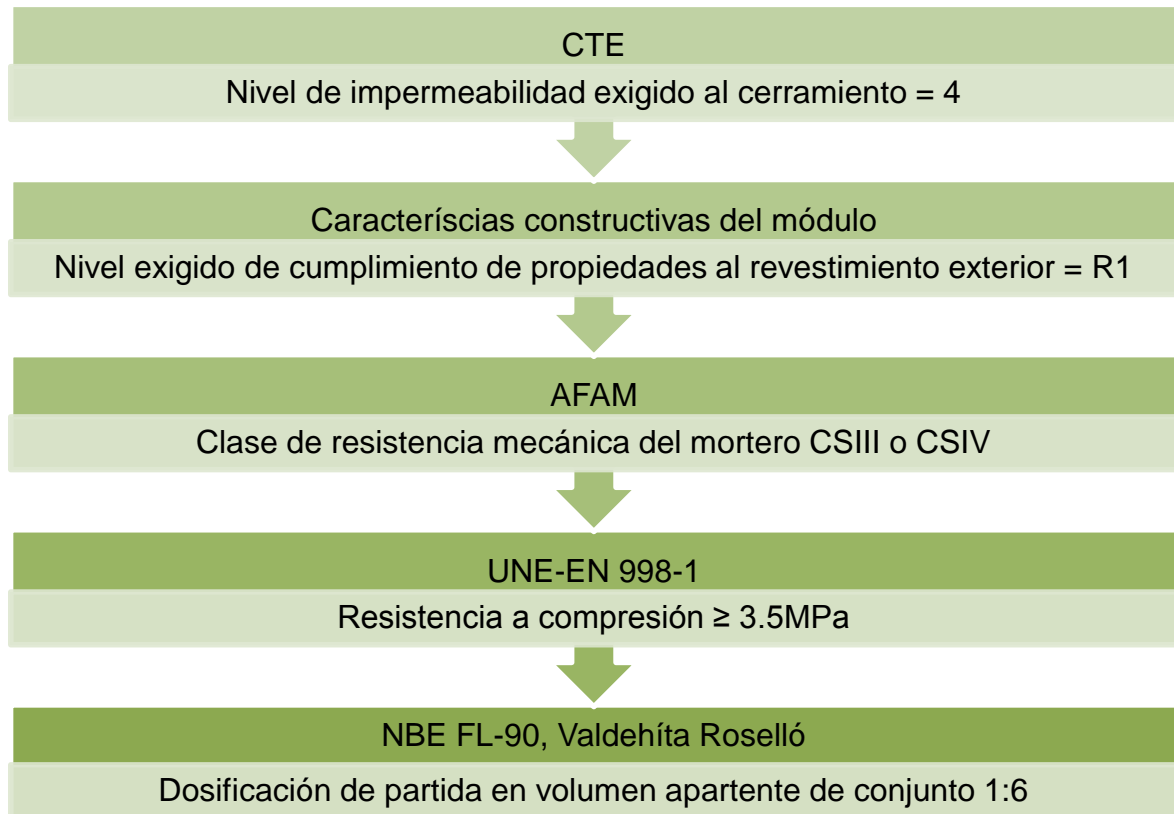 CTE
Nivel de impermeabilidad exigido al cerramiento = 4
Caracteríscias constructivas del módulo
Nivel exigido de cumplimiento de propiedades al revestimiento exterior = R1
AFAM
Clase de resistencia mecánica del mortero CSIII o CSIV
UNE-EN 998-1
Resistencia a compresión ≥ 3.5MPa
NBE FL-90, Valdehíta Roselló
Dosificación de partida en volumen apartente de conjunto 1:6